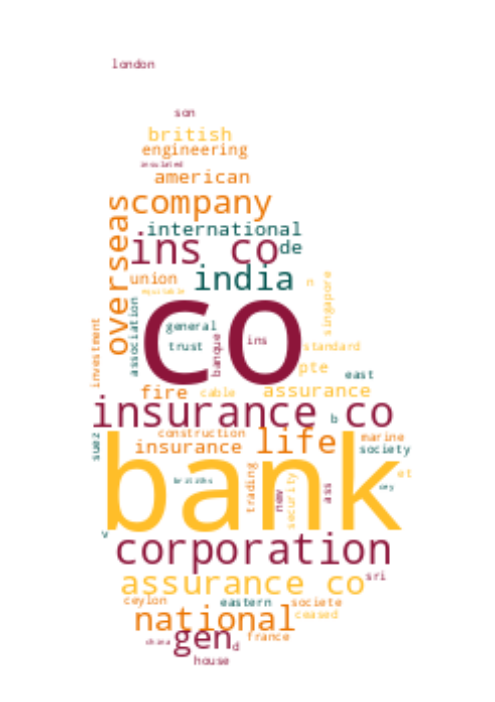 london
son
british
engineering
insulated
american
overseas
company
international
ins co
de
union
india
n
equitable
singapore
co
association
general
ins
investment
trust
banque
standard
pte
east
fire
cable
assurance
insurance co
b
suez
construction
life
marine
insurance
society
bank
et
trading
new
security
ass
v
corporation
assurance co
sri
ceylon
eastern
societe
national
ceased
gen
d
france
china
house